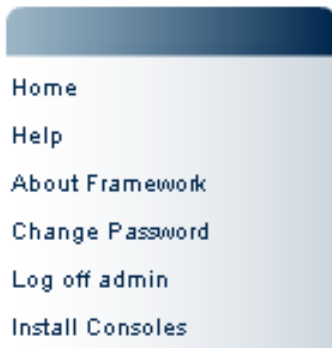 Home
Help
About Framework
Change Password
Log off admin
Install Consoles